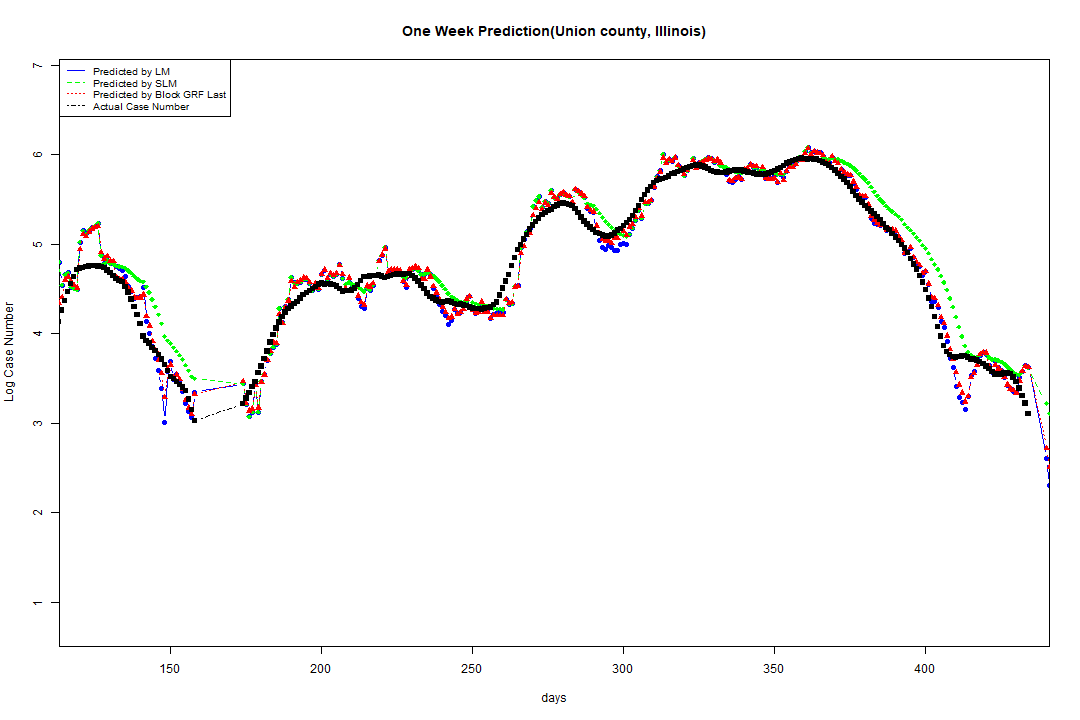 One Week Prediction(Union county, Illinois)
Predicted by LM
Predicted by SLM
Predicted by Block GRF Last
Actual Case Number
7
6
5
4
3
2
1
Log Case Number
150 200 250 300 350 400
days